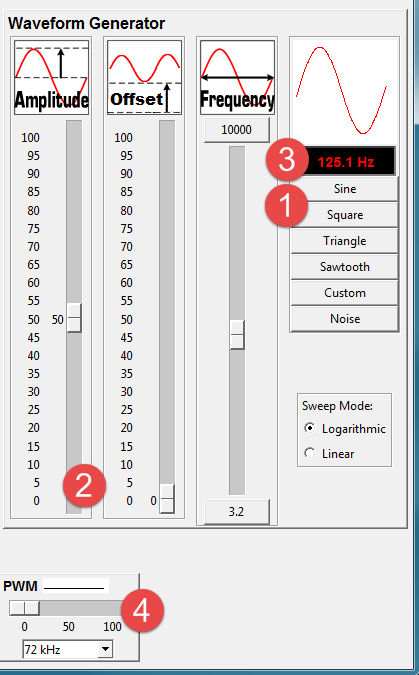 Waveform Generator
Amplitude
Offset
Frequency
10000
3
125.1 Hz
1
Sine
Square
Triangle
Sawtooth
Custom
Noise
100
95
90
85
80
75
70
65
60
55
50 50
45
40
35
30
25
20
15
10
5
0
2
100
95
90
85
80
75
70
65
60
55
50
45
40
35
30
25
20
15
10
5
0 0
3.2
Sweep Mode:
Logarithmic
Linear
PWM
4
0 50 100
72 kHz